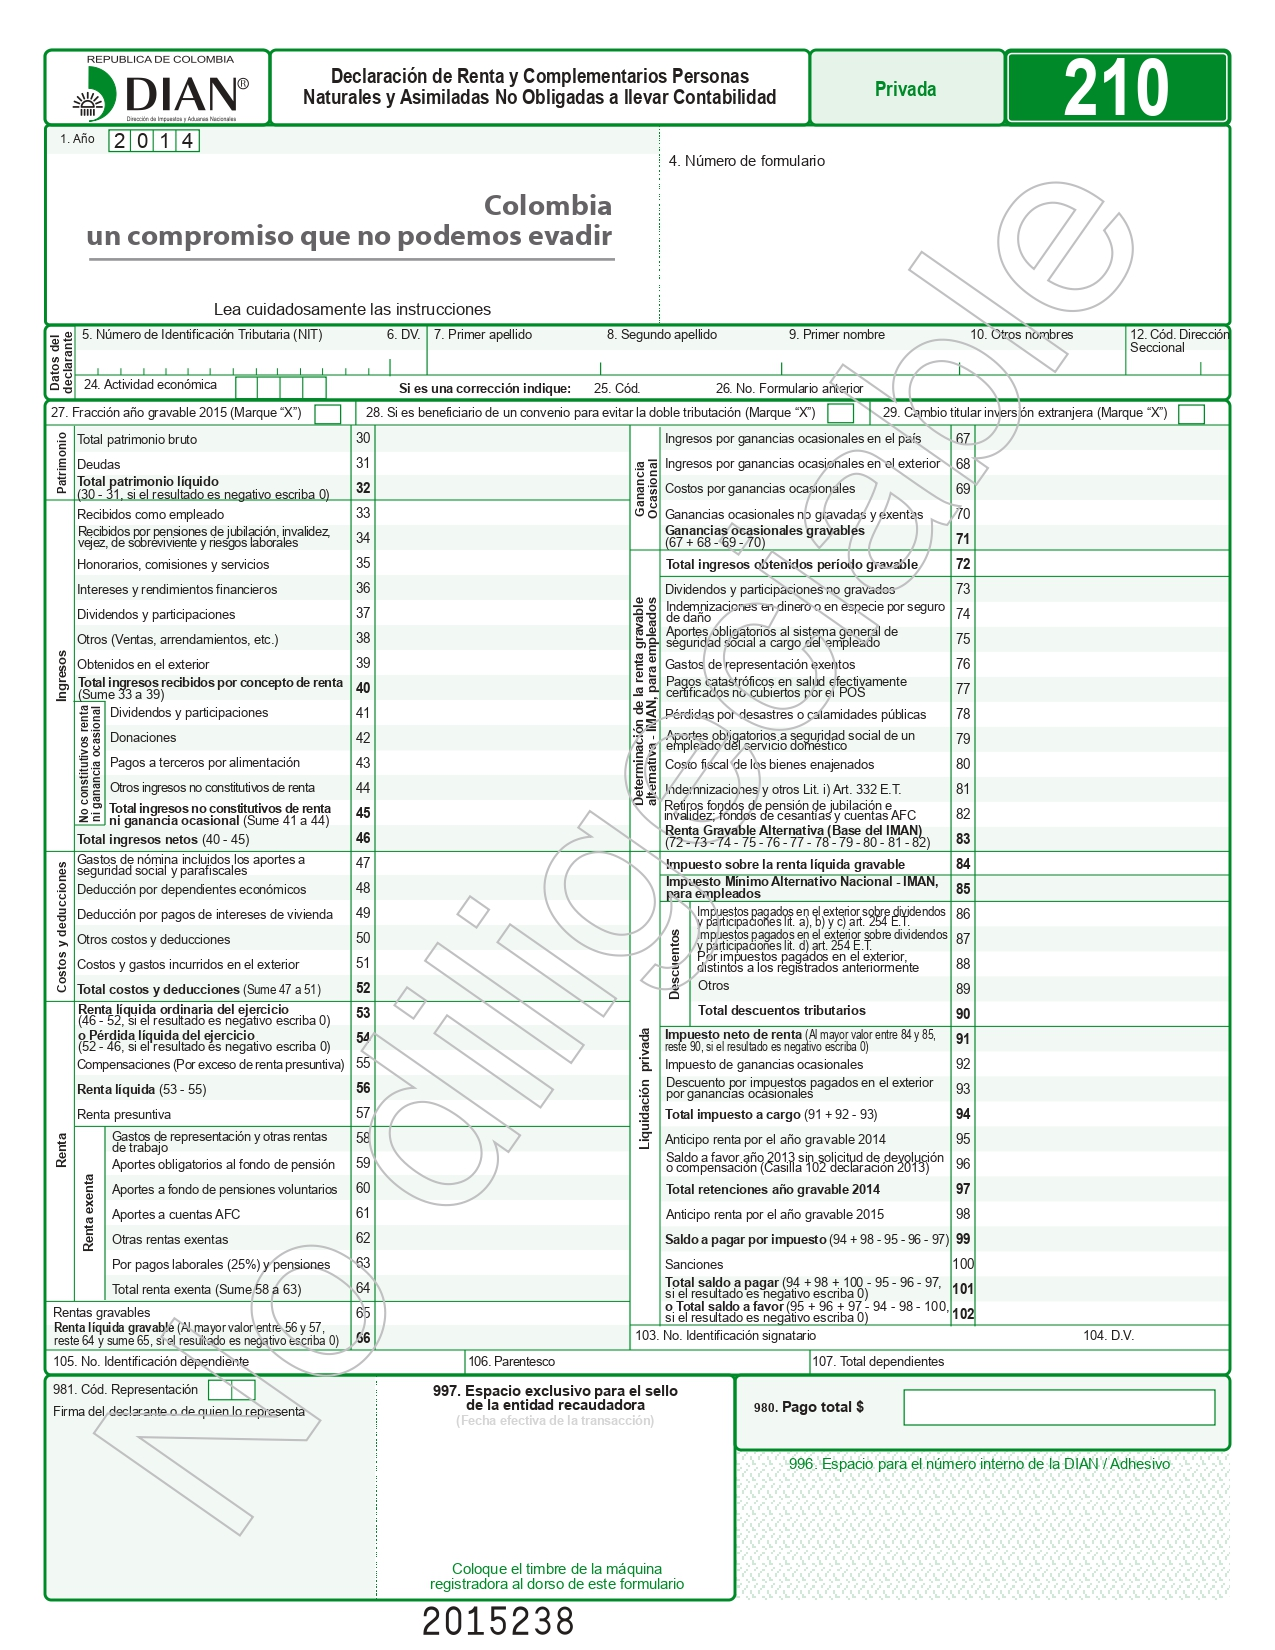 REPUBLICA DE COLOMBIA
DIAN®
Dirección de Impuestos y Aduanas Nacionales
Declaración de Renta y Complementarios Personas
Naturales y Asimiladas No Obligadas a llevar Contabilidad
Privada
210
1. Año 2014
4. Número de formulario
Colombia
un compromiso que no podemos evadir
Lea cuidadosamente las instrucciones
Datos del
declarante
5. Número de Identificación Tributaria (NIT) 6. DV. 7. Primer apellido 8. Segundo apellido 9. Primer nombre 10. Otros nombres 12. Cód. Dirección
Seccional
24. Actividad económica Si es una corrección indique: 25. Cód. 26. No. Formulario anterior
27. Fracción año gravable 2015 (Marque “X”) 28. Si es beneficiario de un convenio para evitar la doble tributación (Marque “X”) 29. Cambio titular inversión extranjera (Marque “X”)
Patrimonio
Total patrimonio bruto 30
Deudas 31
Total patrimonio líquido
(30 - 31, si el resultado es negativo escriba 0) 32
Ingresos
Recibidos como empleado 33
Recibidos por pensiones de jubilación, invalidez,
vejez, de sobreviviente y riesgos laborales 34
Honorarios, comisiones y servicios 35
Intereses y rendimientos financieros 36
Dividendos y participaciones 37
Otros (Ventas, arrendamientos, etc.) 38
Obtenidos en el exterior 39
Total ingresos recibidos por concepto de renta
(Sume 33 a 39) 40
No constitutivos renta
ni ganancia ocasional
Dividendos y participaciones 41
Donaciones 42
Pagos a terceros por alimentación 43
Otros ingresos no constitutivos de renta 44
Total ingresos no constitutivos de renta
ni ganancia ocasional (Sume 41 a 44) 45
Total ingresos netos (40 - 45) 46
Costos y deducciones
Gastos de nómina incluidos los aportes a
seguridad social y parafiscales 47
Deducción por dependientes económicos 48
Deducción por pagos de intereses de vivienda 49
Otros costos y deducciones 50
Costos y gastos incurridos en el exterior 51
Total costos y deducciones (Sume 47 a 51) 52
Renta
Renta líquida ordinaria del ejercicio
(46 - 52, si el resultado es negativo escriba 0) 53
o Pérdida líquida del ejercicio
(52 - 46, si el resultado es negativo escriba 0) 54
Compensaciones (Por exceso de renta presuntiva) 55
Renta líquida (53 - 55) 56
Renta presuntiva 57
Renta exenta
Gastos de representación y otras rentas
de trabajo 58
Aportes obligatorios al fondo de pensión 59
Aportes a fondo de pensiones voluntarios 60
Aportes a cuentas AFC 61
Otras rentas exentas 62
Por pagos laborales (25%) y pensiones 63
Total renta exenta (Sume 58 a 63) 64
Rentas gravables 65
Renta líquida gravable (Al mayor valor entre 56 y 57,
reste 64 y sume 65, si el resultado es negativo escriba 0) 66
Ganancia
Ocasional
Ingresos por ganancias ocasionales en el país 67
Ingresos por ganancias ocasionales en el exterior 68
Costos por ganancias ocasionales 69
Ganancias ocasionales no gravadas y exentas 70
Ganancias ocasionales gravables
(67 + 68 - 69 - 70) 71
Determinación de la renta gravable
alternativa - IMAN, para empleados
Total ingresos obtenidos período gravable 72
Dividendos y participaciones no gravados 73
Indemnizaciones en dinero o en especie por seguro
de daño 74
Aportes obligatorios al sistema general de
seguridad social a cargo del empleado 75
Gastos de representación exentos 76
Pagos catastróficos en salud efectivamente
certificados no cubiertos por el POS 77
Pérdidas por desastres o calamidades públicas 78
Aportes obligatorios a seguridad social de un
empleado del servicio doméstico 79
Costo fiscal de los bienes enajenados 80
Indemnizaciones y otros Lit. i) Art. 332 E.T. 81
Retiros fondos de pensión de jubilación e
invalidez; fondos de cesantías y cuentas AFC 82
Renta Gravable Alternativa (Base del IMAN)
(72 - 73 - 74 - 75 - 76 - 77 - 78 - 79 - 80 - 81 - 82) 83
Liquidación privada
Impuesto sobre la renta líquida gravable 84
Impuesto Mínimo Alternativo Nacional - IMAN,
para empleados 85
Descuentos
Impuestos pagados en el exterior sobre dividendos
y participaciones lit. a), b) y c) art. 254 E.T. 86
Impuestos pagados en el exterior sobre dividendos
y participaciones lit. d) art. 254 E.T. 87
Por impuestos pagados en el exterior,
distintos a los registrados anteriormente 88
Otros 89
Total descuentos tributarios 90
Impuesto neto de renta (Al mayor valor entre 84 y 85,
reste 90, si el resultado es negativo escriba 0) 91
Impuesto de ganancias ocasionales 92
Descuento por impuestos pagados en el exterior
por ganancias ocasionales 93
Total impuesto a cargo (91 + 92 - 93) 94
Anticipo renta por el año gravable 2014 95
Saldo a favor año 2013 sin solicitud de devolución
o compensación (Casilla 102 declaración 2013) 96
Total retenciones año gravable 2014 97
Anticipo renta por el año gravable 2015 98
Saldo a pagar por impuesto (94 + 98 - 95 - 96 - 97) 99
Sanciones 100
Total saldo a pagar (94 + 98 + 100 - 95 - 96 - 97,
si el resultado es negativo escriba 0) 101
o Total saldo a favor (95 + 96 + 97 - 94 - 98 - 100,
si el resultado es negativo escriba 0) 102
103. No. Identificación signatario 104. D.V.
105. No. Identificación dependiente 106. Parentesco 107. Total dependientes
981. Cód. Representación
Firma del declarante o de quien lo representa
997. Espacio exclusivo para el sello
de la entidad recaudadora
(Fecha efectiva de la transacción)
Coloque el timbre de la máquina
registradora al dorso de este formulario
980. Pago total $
996. Espacio para el número interno de la DIAN / Adhesivo
2015238
No diligenciable